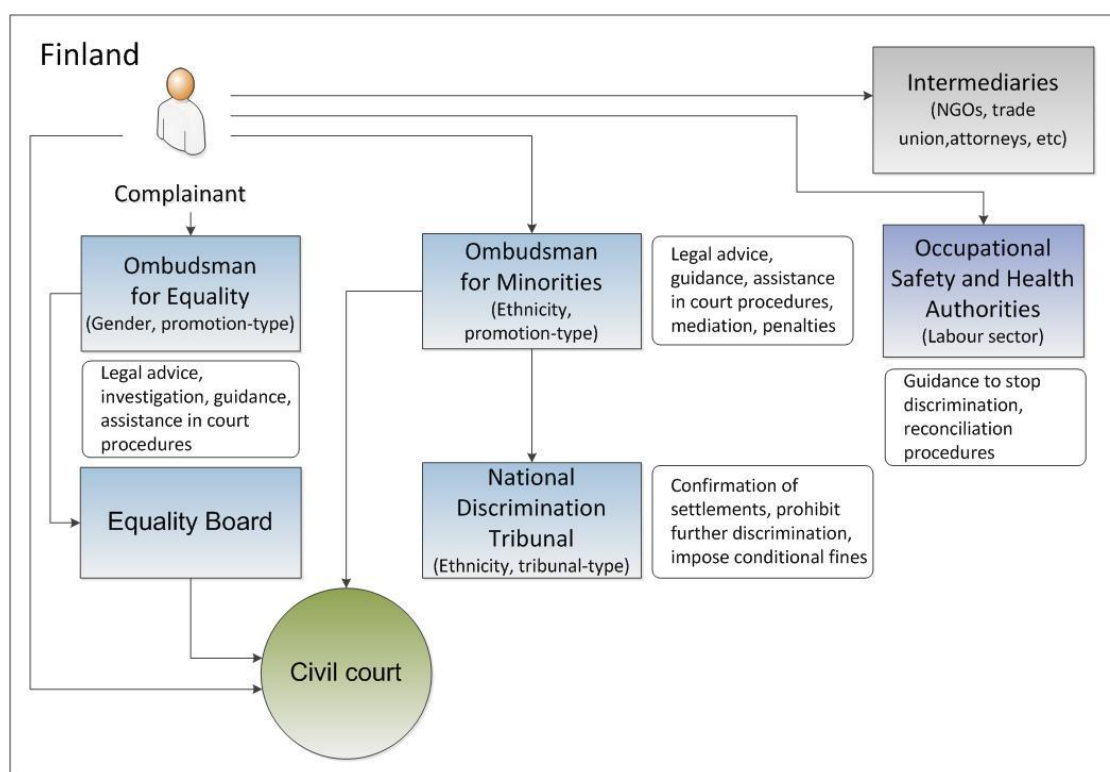 Finland
Intermediaries
(NGOs, trade
union,attorneys, etc)
Complainant
Ombudsman
for Equality
(Gender, promotion-type)
Legal advice,
investigation, guidance,
assistance in court
procedures
Ombudsman
for Minorities
(Ethnicity,
promotion-type)
Legal advice,
guidance, assistance
in court procedures,
mediation, penalties
Occupational
Safety and Health
Authorities
(Labour sector)
Guidance to stop
discrimination,
reconciliation
procedures
Equality Board
National
Discrimination
Tribunal
(Ethnicity, tribunal-type)
Confirmation of
settlements, prohibit
further discrimination,
impose conditional fines
Civil court